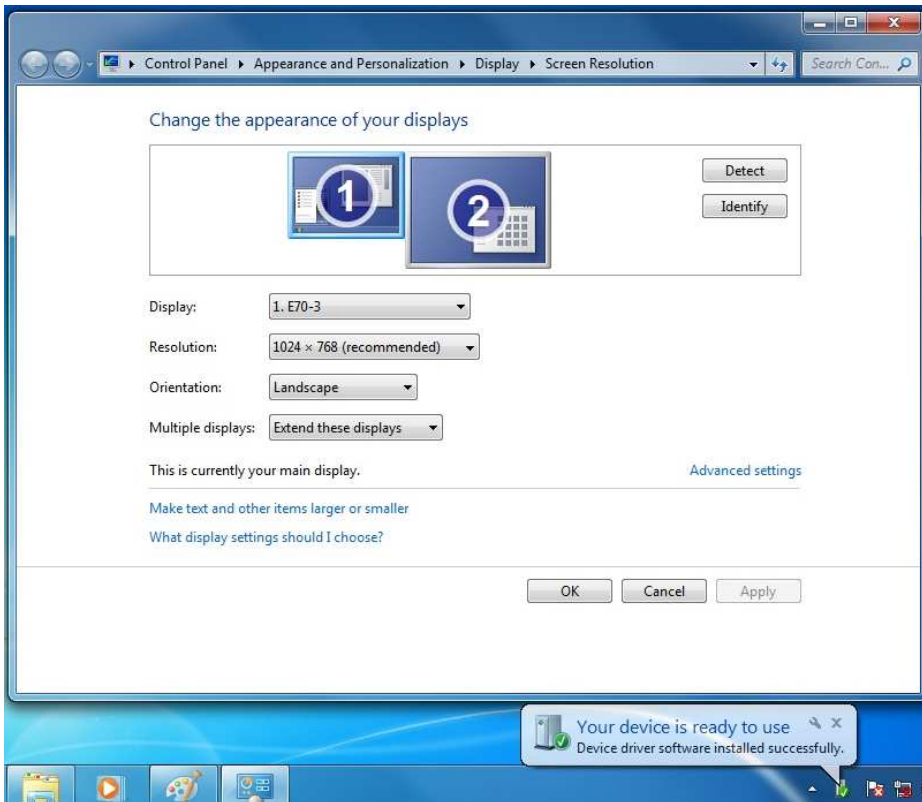 Control Panel ▸ Appearance and Personalization ▸ Display ▸ Screen Resolution
Search Con...
Change the appearance of your displays
1
2
Detect
Identify
Display: 1. E70-3
Resolution: 1024 × 768 (recommended)
Orientation: Landscape
Multiple displays: Extend these displays
This is currently your main display. Advanced settings
Make text and other items larger or smaller
What display settings should I choose?
OK Cancel Apply
Your device is ready to use
Device driver software installed successfully.